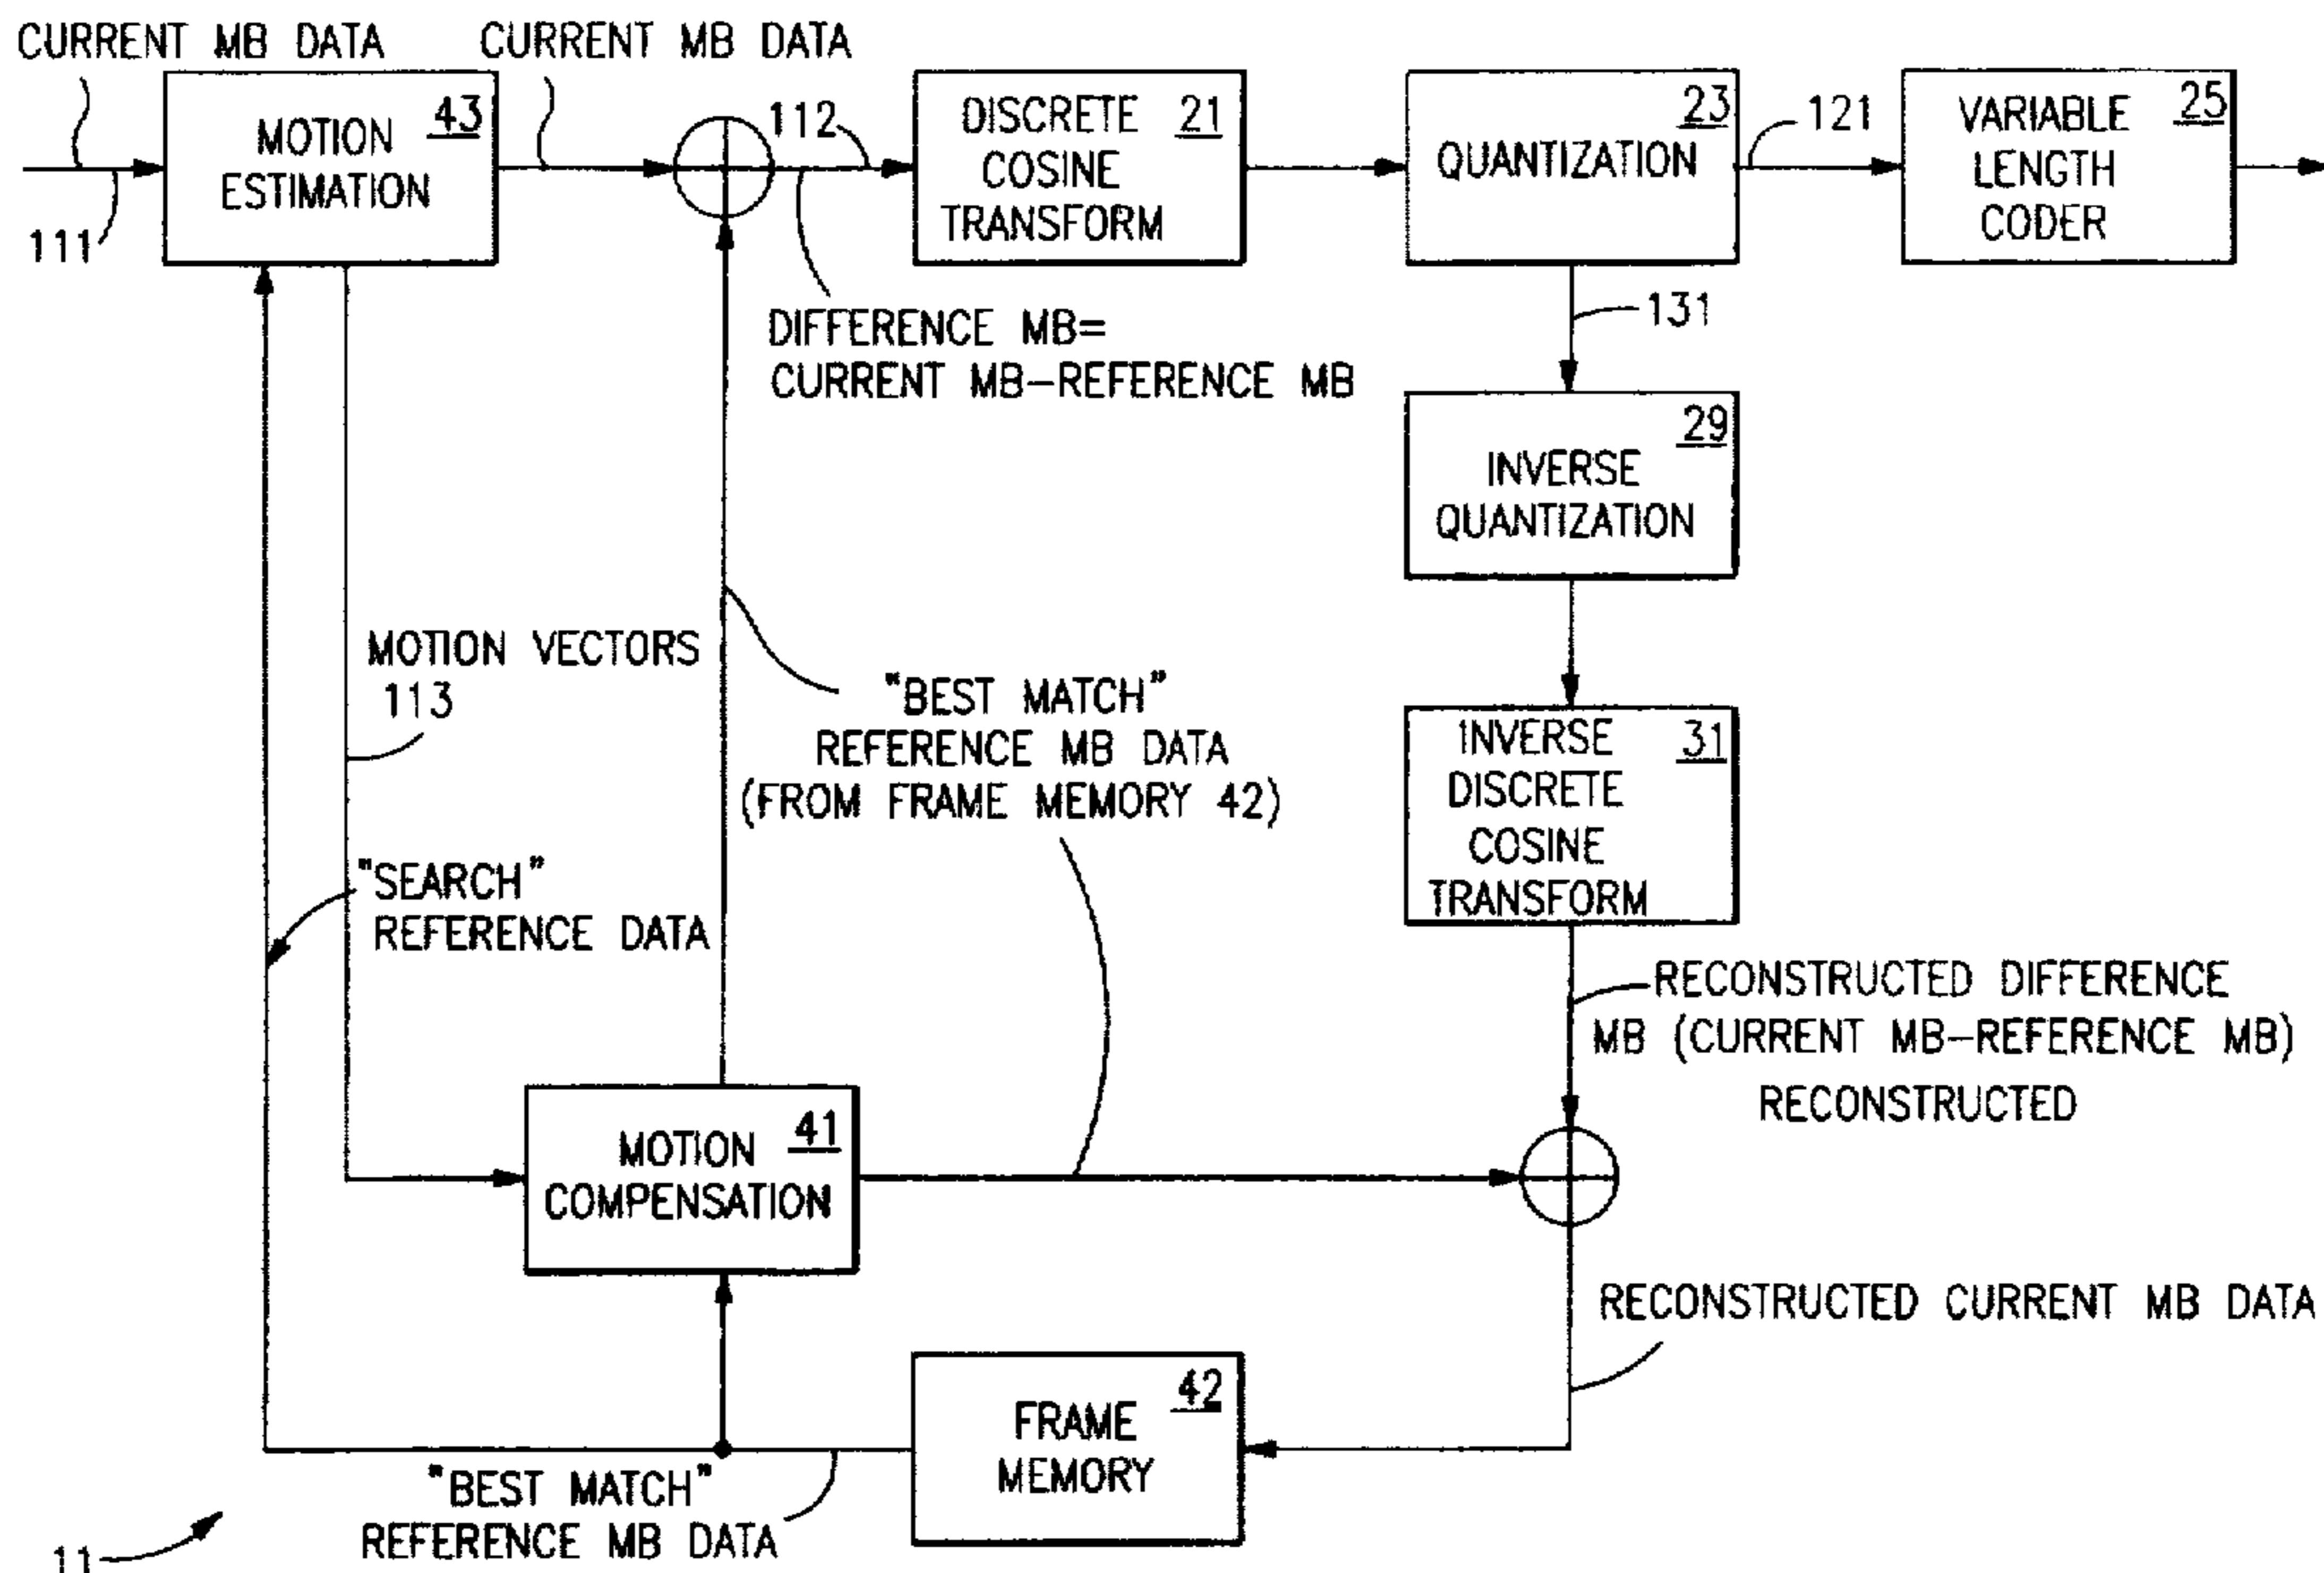 CURRENT MB DATA
CURRENT MB DATA
43
MOTION
ESTIMATION
111
112
DISCRETE
COSINE
TRANSFORM
21
23
QUANTIZATION
121
VARIABLE
LENGTH
CODER
25
DIFFERENCE MB=
CURRENT MB-REFERENCE MB
131
29
INVERSE
QUANTIZATION
MOTION VECTORS
113
"BEST MATCH"
REFERENCE MB DATA
(FROM FRAME MEMORY 42)
INVERSE
DISCRETE
COSINE
TRANSFORM
31
"SEARCH"
REFERENCE DATA
RECONSTRUCTED DIFFERENCE
MB (CURRENT MB-REFERENCE MB)
RECONSTRUCTED
41
MOTION
COMPENSATION
RECONSTRUCTED CURRENT MB DATA
42
FRAME
MEMORY
"BEST MATCH"
REFERENCE MB DATA
11